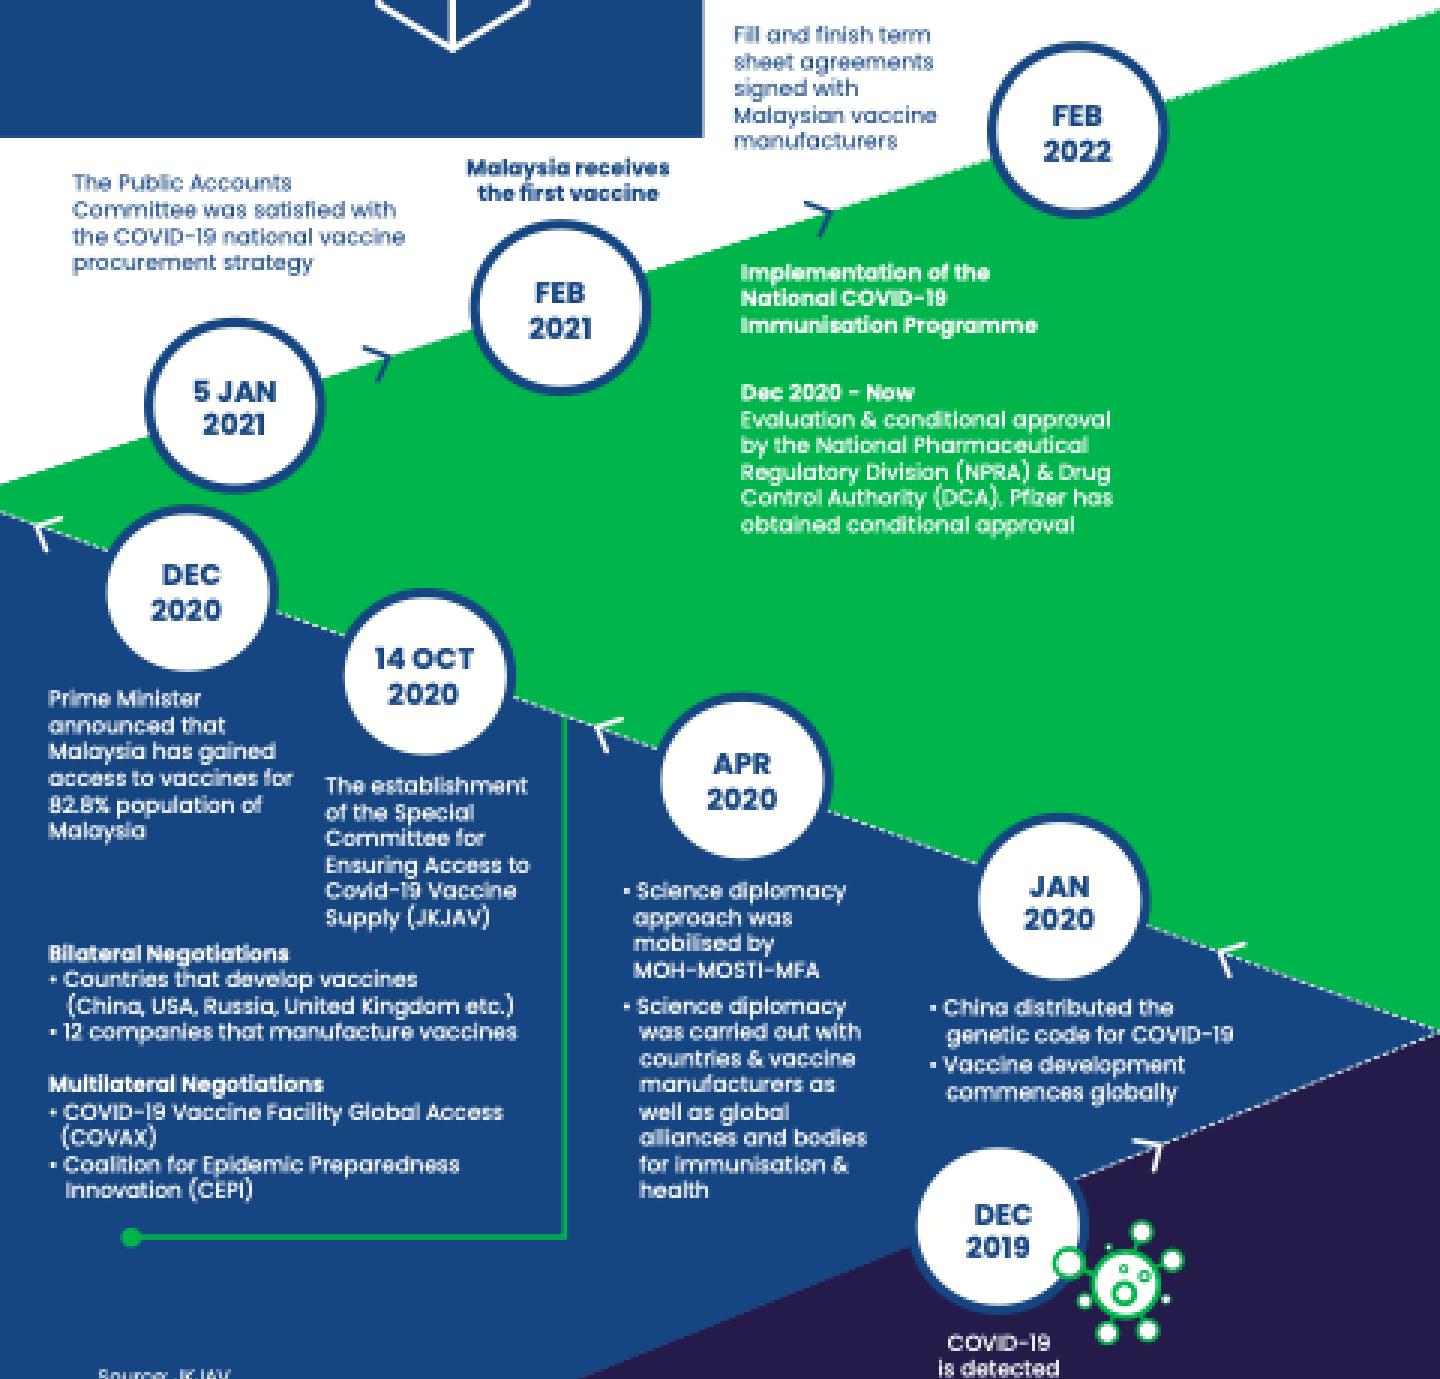 Fill and finish term
sheet agreements
signed with
Malaysian vaccine
manufacturers
FEB
2022
Malaysia receives
the first vaccine
FEB
2021
The Public Accounts
Committee was satisfied with
the COVID-19 national vaccine
procurement strategy
5 JAN
2021
Implementation of the
National COVID-19
Immunisation Programme
Dec 2020 - Now
Evaluation & conditional approval
by the National Pharmaceutical
Regulatory Division (NPRA) & Drug
Control Authority (DCA). Pfizer has
obtained conditional approval
DEC
2020
Prime Minister
announced that
Malaysia has gained
access to vaccines for
82.8% population of
Malaysia
14 OCT
2020
The establishment
of the Special
Committee for
Ensuring Access to
Covid-19 Vaccine
Supply (JKJAV)
Bilateral Negotiations
• Countries that develop vaccines
(China, USA, Russia, United Kingdom etc.)
• 12 companies that manufacture vaccines
Multilateral Negotiations
• COVID-19 Vaccine Facility Global Access
(COVAX)
• Coalition for Epidemic Preparedness
Innovation (CEPI)
APR
2020
• Science diplomacy
approach was
mobilised by
MOH-MOSTI-MFA
• Science diplomacy
was carried out with
countries & vaccine
manufacturers as
well as global
alliances and bodies
for immunisation &
health
JAN
2020
• China distributed the
genetic code for COVID-19
• Vaccine development
commences globally
DEC
2019
COVID-19
is detected
Source: JKJAV